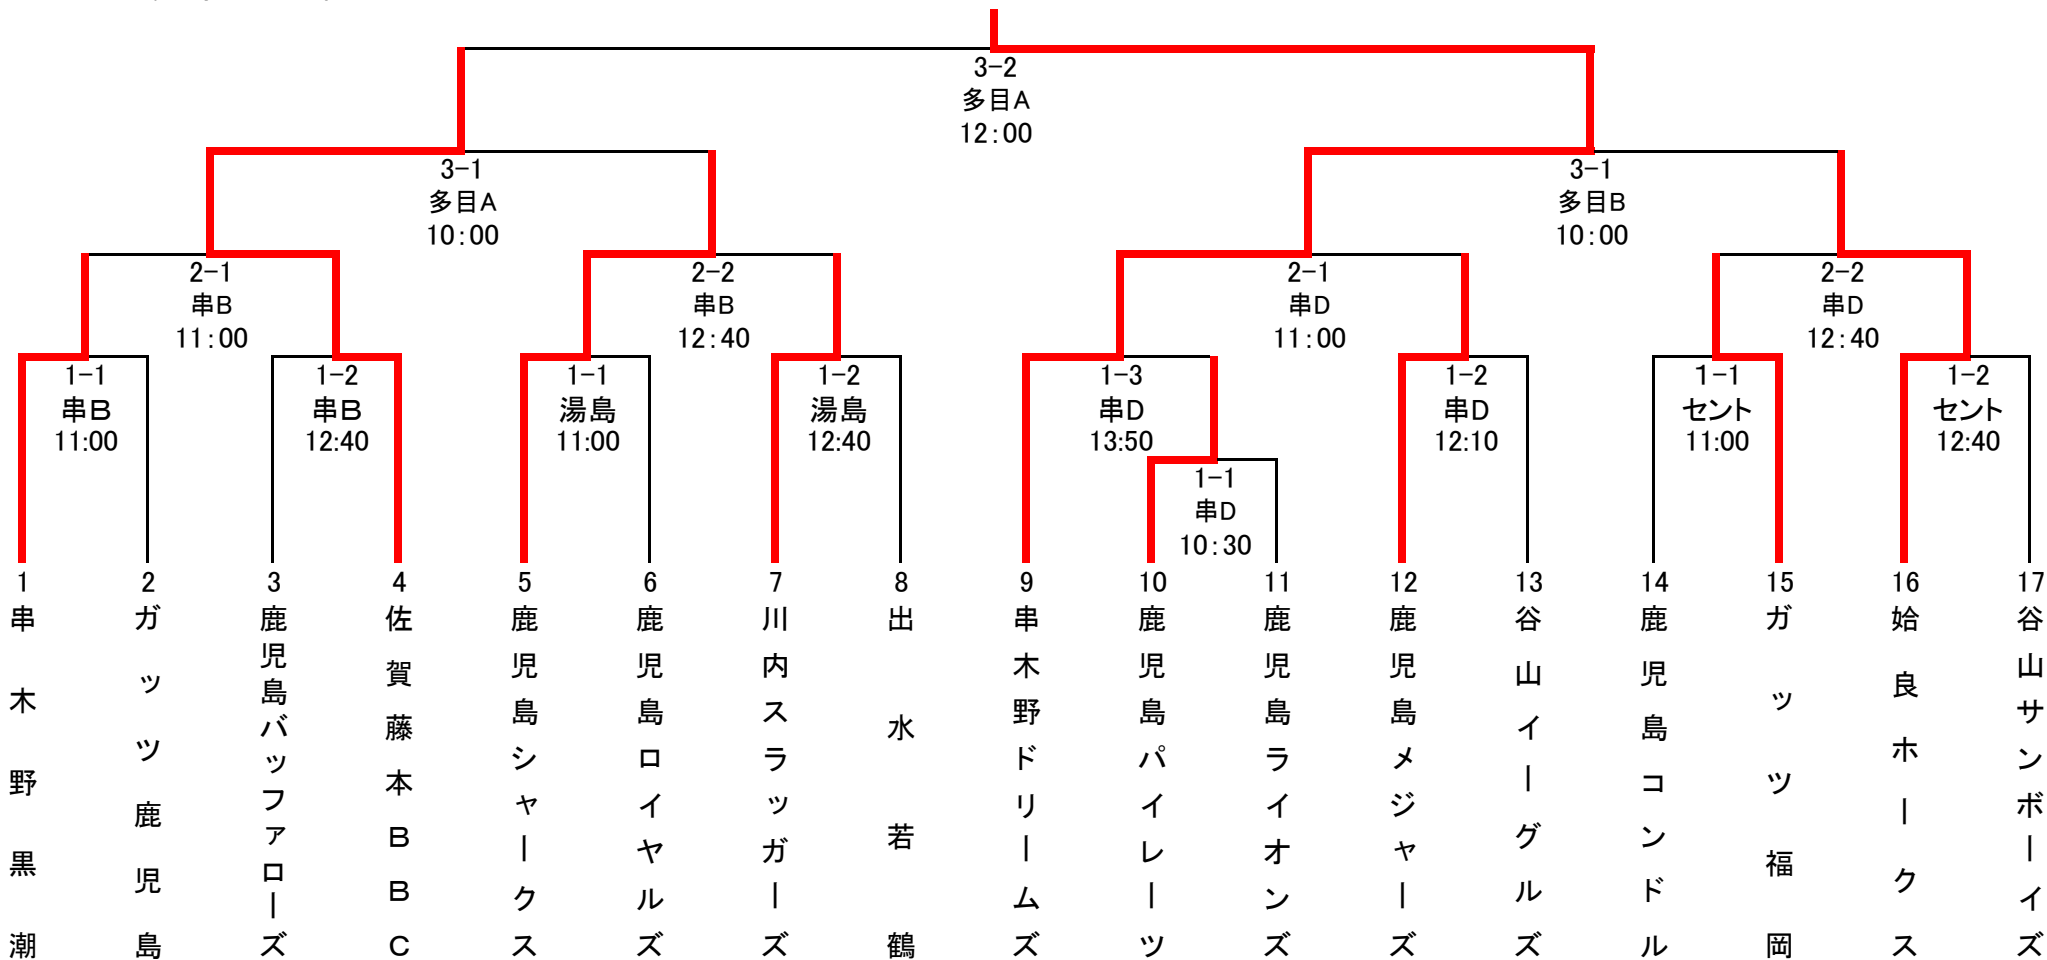 3-2
多目A
12:00
3-1
多目A
10:00
3-1
多目B
10:00
2-1
串B
11:00
2-2
串B
12:40
2-1
串D
11:00
2-2
串D
12:40
1-1
串B
11:00
1-2
串B
12:40
1-1
湯島
11:00
1-2
湯島
12:40
1-3
串D
13:50
1-2
串D
12:10
1-1
セント
11:00
1-2
セント
12:40
1-1
串D
10:30
1
串木野黒潮
2
ガッツ鹿児島
3
鹿児島バッファローズ
4
佐賀藤本BBC
5
鹿児島シャークス
6
鹿児島ロイヤルズ
7
川内スラッガーズ
8
出水若鶴
9
串木野ドリームズ
10
鹿児島パイレーツ
11
鹿児島ライオンズ
12
鹿児島メジャーズ
13
谷山イーグルズ
14
鹿児島コンドル
15
ガッツ福岡
16
姶良ホークス
17
谷山サンボーイズ